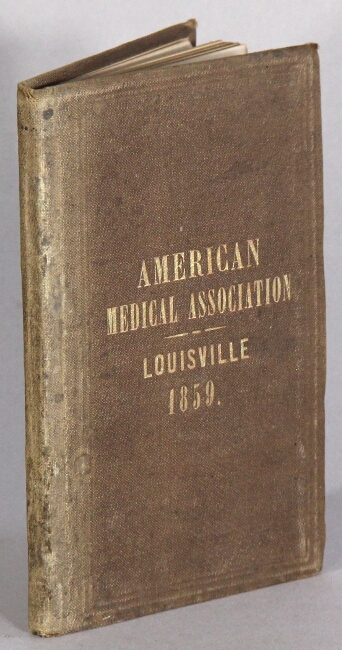 AMERICAN
MEDICAL ASSOCIATION
LOUISVILLE
1859.